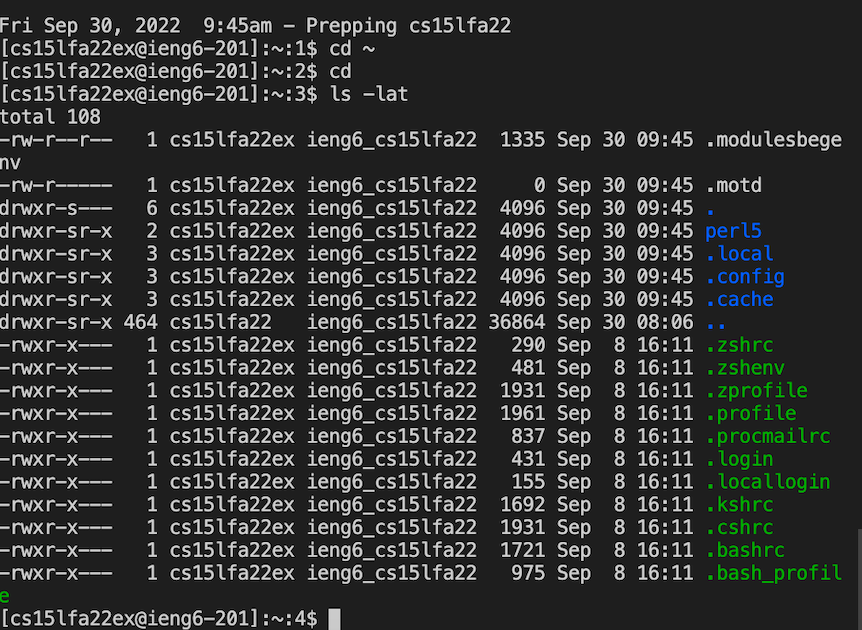 Fri Sep 30, 2022  9:45am - Prepping cs15lfa22
[cs15lfa22ex@ieng6-201]:~:1$ cd ~
[cs15lfa22ex@ieng6-201]:~:2$ cd
[cs15lfa22ex@ieng6-201]:~:3$ ls -lat
total 108
-rw-r--r--   1 cs15lfa22ex ieng6_cs15lfa22  1335 Sep 30 09:45 .modulesbege
nv
-rw-r-----   1 cs15lfa22ex ieng6_cs15lfa22     0 Sep 30 09:45 .motd
drwxr-s---   6 cs15lfa22ex ieng6_cs15lfa22  4096 Sep 30 09:45 .
drwxr-sr-x   2 cs15lfa22ex ieng6_cs15lfa22  4096 Sep 30 09:45 perl5
drwxr-sr-x   3 cs15lfa22ex ieng6_cs15lfa22  4096 Sep 30 09:45 .local
drwxr-sr-x   3 cs15lfa22ex ieng6_cs15lfa22  4096 Sep 30 09:45 .config
drwxr-sr-x   3 cs15lfa22ex ieng6_cs15lfa22  4096 Sep 30 09:45 .cache
drwxr-sr-x 464 cs15lfa22   ieng6_cs15lfa22 36864 Sep 30 08:06 ..
-rwxr-x---   1 cs15lfa22ex ieng6_cs15lfa22   290 Sep  8 16:11 .zshrc
-rwxr-x---   1 cs15lfa22ex ieng6_cs15lfa22   481 Sep  8 16:11 .zshenv
-rwxr-x---   1 cs15lfa22ex ieng6_cs15lfa22  1931 Sep  8 16:11 .zprofile
-rwxr-x---   1 cs15lfa22ex ieng6_cs15lfa22  1961 Sep  8 16:11 .profile
-rwxr-x---   1 cs15lfa22ex ieng6_cs15lfa22   837 Sep  8 16:11 .procmailrc
-rwxr-x---   1 cs15lfa22ex ieng6_cs15lfa22   431 Sep  8 16:11 .login
-rwxr-x---   1 cs15lfa22ex ieng6_cs15lfa22   155 Sep  8 16:11 .locallogin
-rwxr-x---   1 cs15lfa22ex ieng6_cs15lfa22  1692 Sep  8 16:11 .kshrc
-rwxr-x---   1 cs15lfa22ex ieng6_cs15lfa22  1931 Sep  8 16:11 .cshrc
-rwxr-x---   1 cs15lfa22ex ieng6_cs15lfa22  1721 Sep  8 16:11 .bashrc
-rwxr-x---   1 cs15lfa22ex ieng6_cs15lfa22   975 Sep  8 16:11 .bash_profil
e
[cs15lfa22ex@ieng6-201]:~:4$